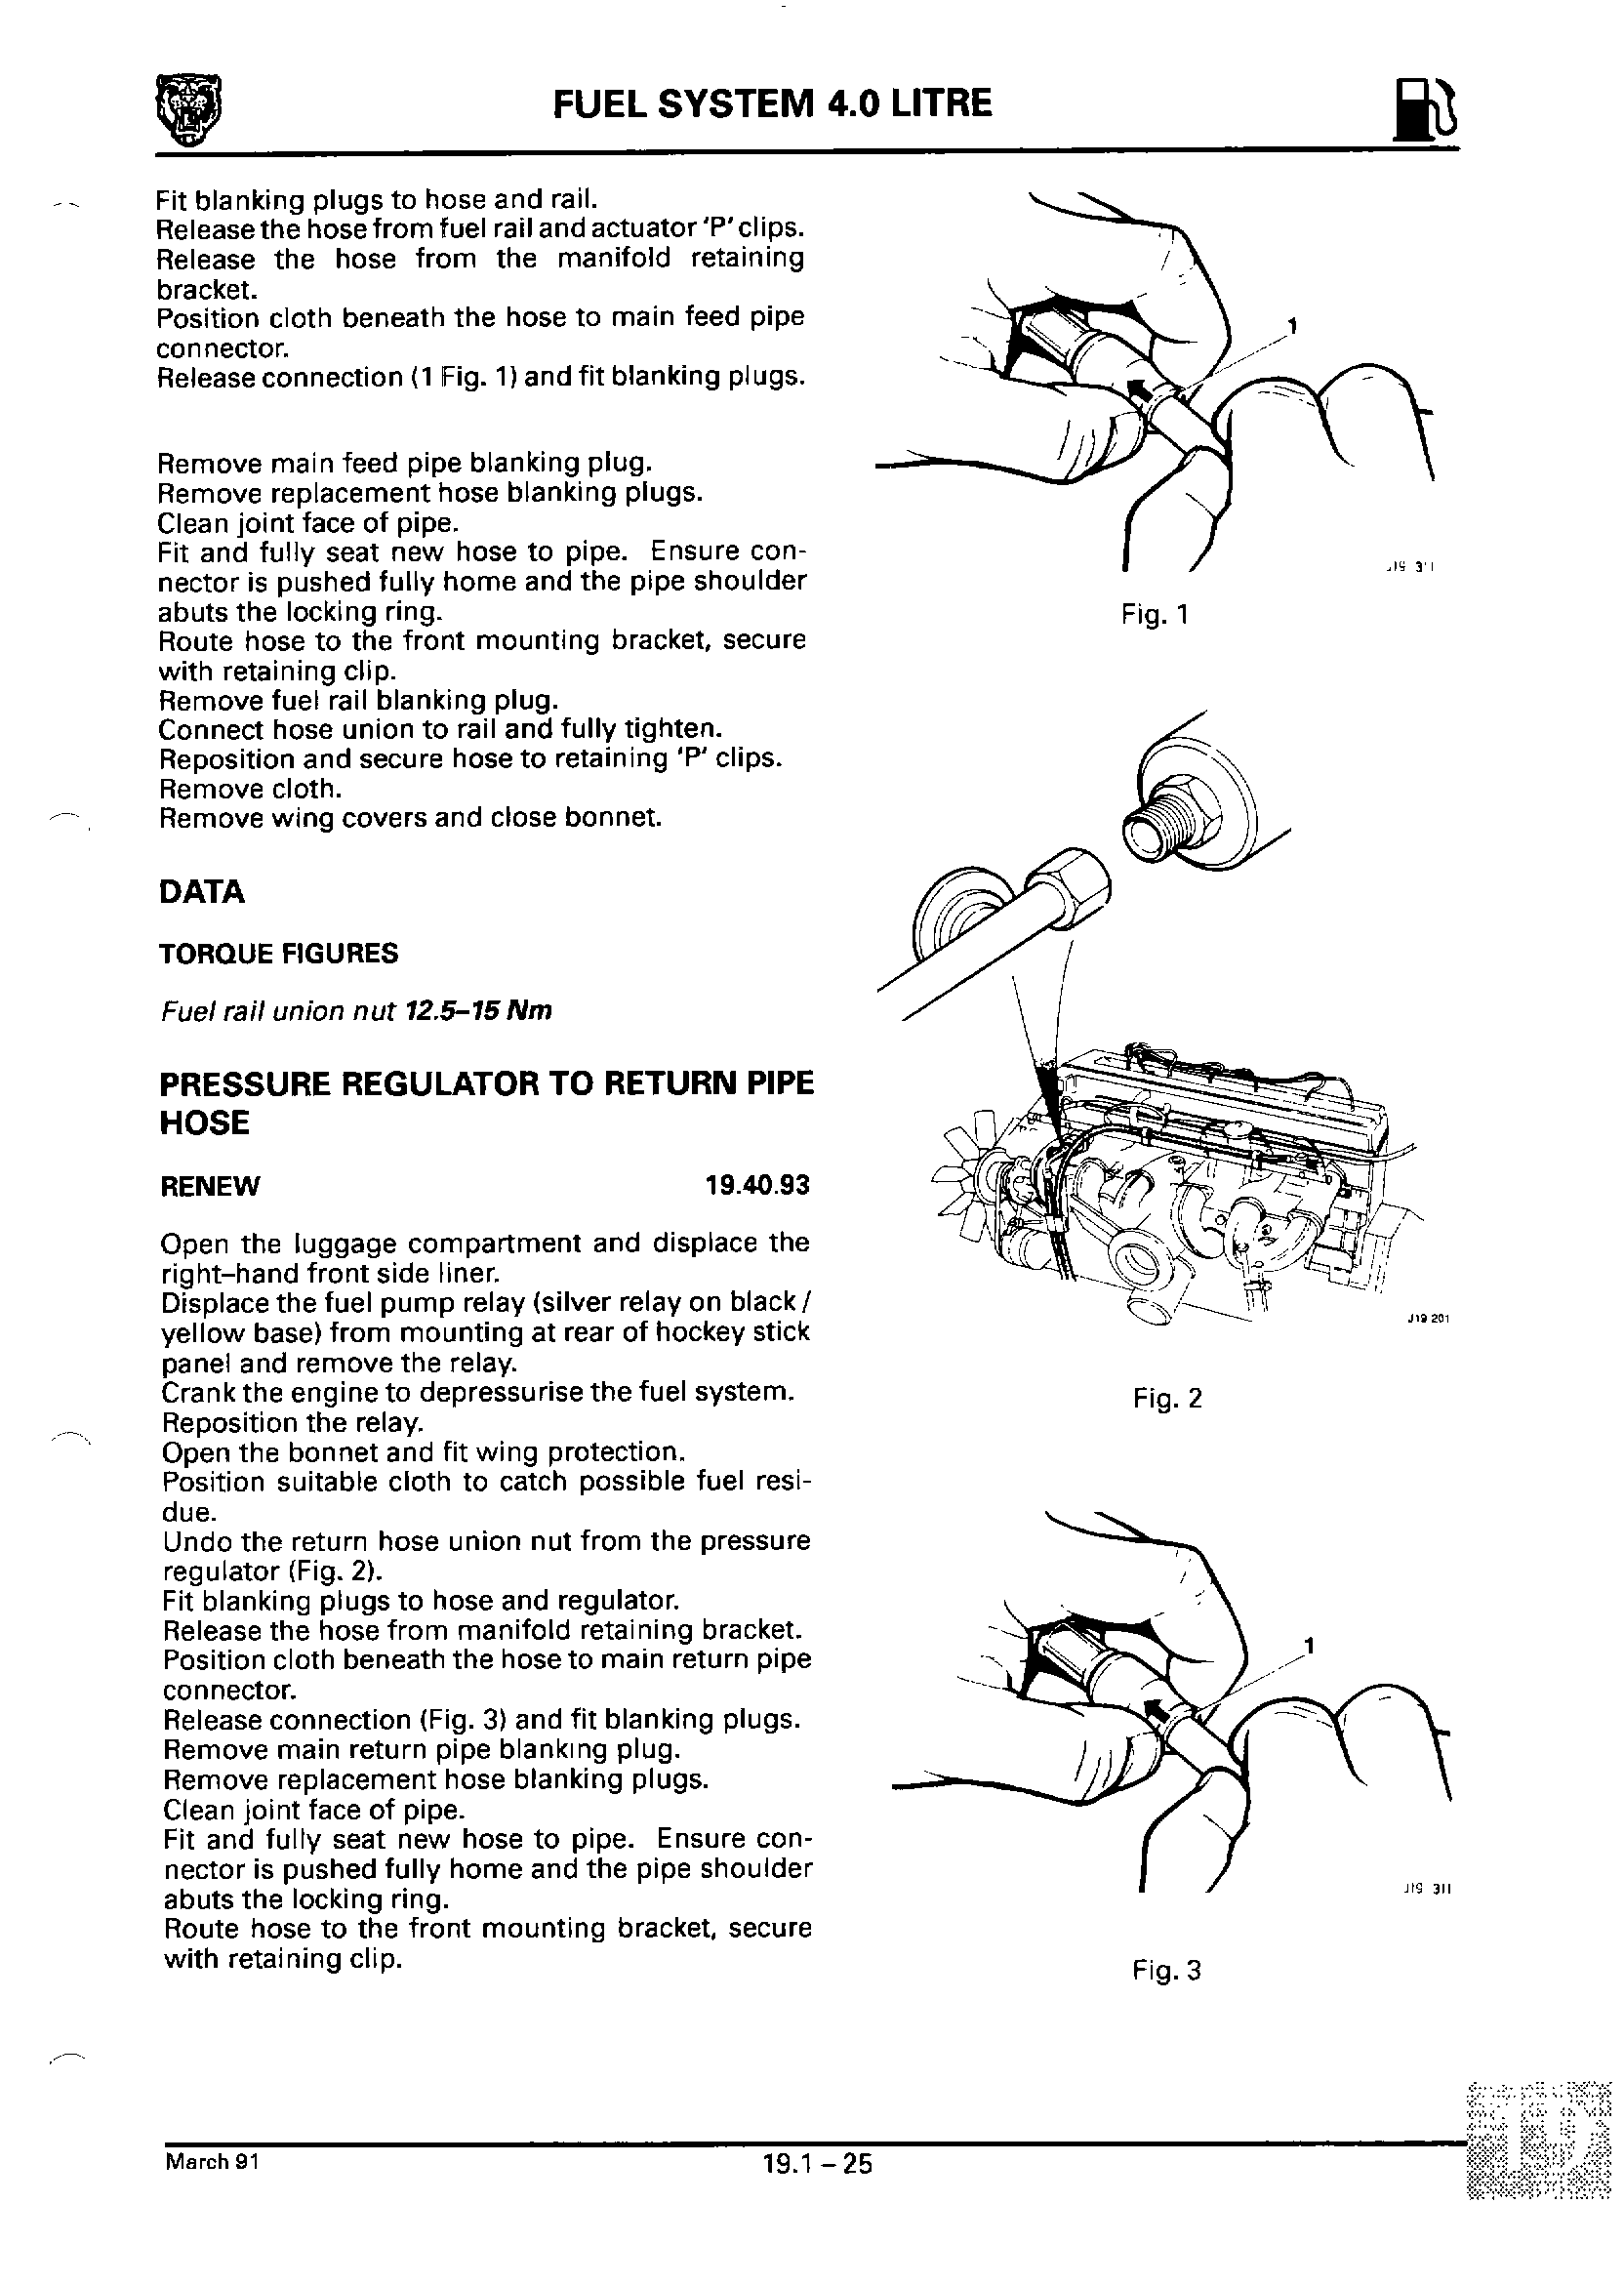 FUEL SYSTEM 4.0 LITRE
Fit blanking plugs to hose and rail.
Release the hose from fuel rail and actuator 'P' clips.
Release the hose from the manifold retaining
bracket.
Position cloth beneath the hose to main feed pipe
connector.
Release connection (1 Fig. 1) and fit blanking plugs.
Remove main feed pipe blanking plug.
Remove replacement hose blanking plugs.
Clean joint face of pipe.
Fit and fully seat new hose to pipe. Ensure con-
nector is pushed fully home and the pipe shoulder
abuts the locking ring.
Route hose to the front mounting bracket, secure
with retaining clip.
Remove fuel rail blanking plug.
Connect hose union to rail and fully tighten.
Reposition and secure hose to retaining 'P' clips.
Remove cloth.
Remove wing covers and close bonnet.
DATA
TORQUE FIGURES
Fuel rail union nut 12.5–15 Nm
PRESSURE REGULATOR TO RETURN PIPE
HOSE
RENEW 19.40.93
Open the luggage compartment and displace the
right–hand front side liner.
Displace the fuel pump relay (silver relay on black /
yellow base) from mounting at rear of hockey stick
panel and remove the relay.
Crank the engine to depressurise the fuel system.
Reposition the relay.
Open the bonnet and fit wing protection.
Position suitable cloth to catch possible fuel resi-
due.
Undo the return hose union nut from the pressure
regulator (Fig. 2).
Fit blanking plugs to hose and regulator.
Release the hose from manifold retaining bracket.
Position cloth beneath the hose to main return pipe
connector.
Release connection (Fig. 3) and fit blanking plugs.
Remove main return pipe blanking plug.
Remove replacement hose blanking plugs.
Clean joint face of pipe.
Fit and fully seat new hose to pipe. Ensure con-
nector is pushed fully home and the pipe shoulder
abuts the locking ring.
Route hose to the front mounting bracket, secure
with retaining clip.
1
Fig. 1
J19 201
Fig. 2
1
J19 311
Fig. 3
March 91
19.1 – 25